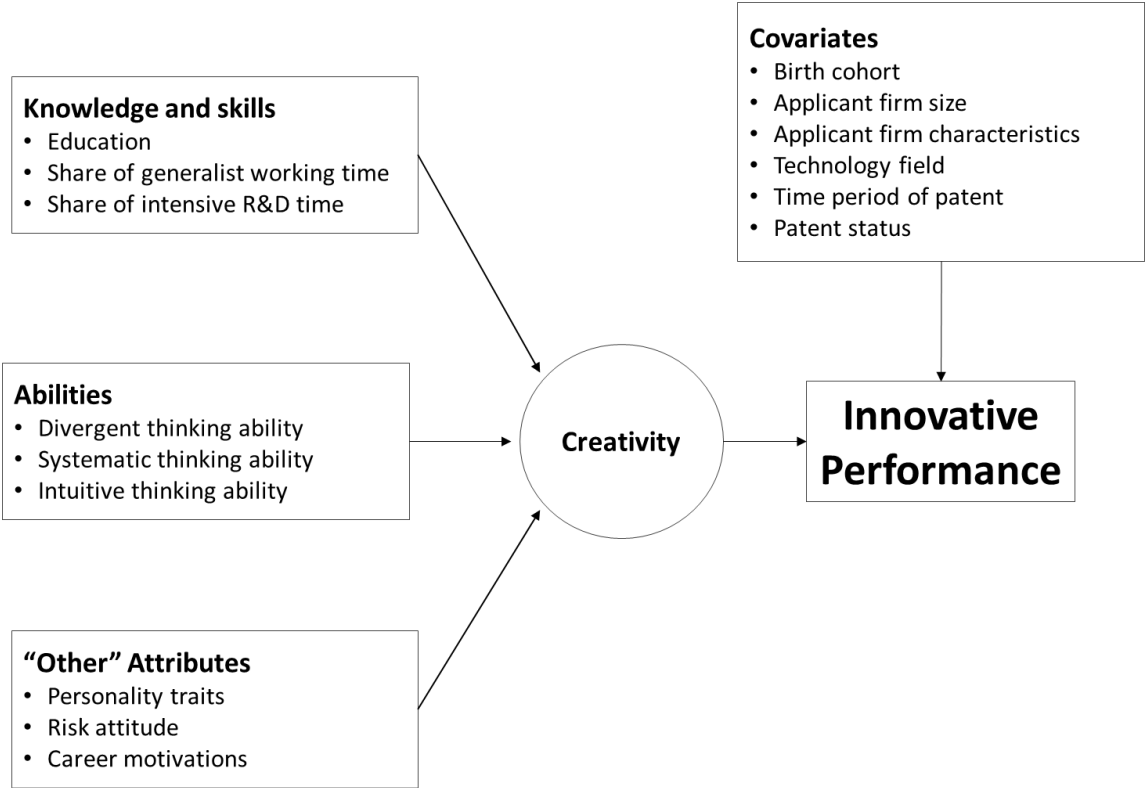 Covariates
• Birth cohort
• Applicant firm size
• Applicant firm characteristics
• Technology field
• Time period of patent
• Patent status
Knowledge and skills
• Education
• Share of generalist working time
• Share of intensive R&D time
Abilities
• Divergent thinking ability
• Systematic thinking ability
• Intuitive thinking ability
Creativity
Innovative
Performance
“Other” Attributes
• Personality traits
• Risk attitude
• Career motivations